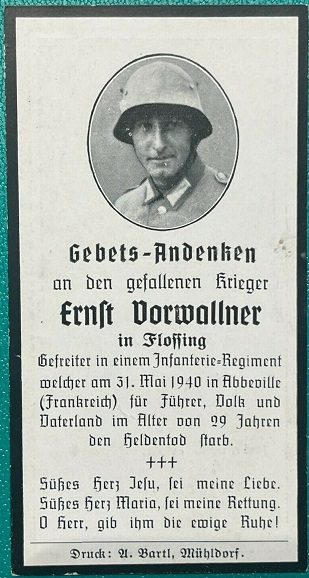 Gebets-Andenken
an den gefallenen Krieger
Ernst Vorwallner
in Flossing
Gefreiter in einem Infanterie-Regiment
welcher am 31. Mai 1940 in Abbeville
(Frankreich) für Führer, Volk und
Vaterland im Alter von 29 Jahren
den Heldentod starb.
+++
Süßes Herz Jesu, sei meine Liebe.
Süßes Herz Maria, sei meine Rettung.
O Herr, gib ihm die ewige Ruhe!
Druck: A. Bartl, Mühldorf.